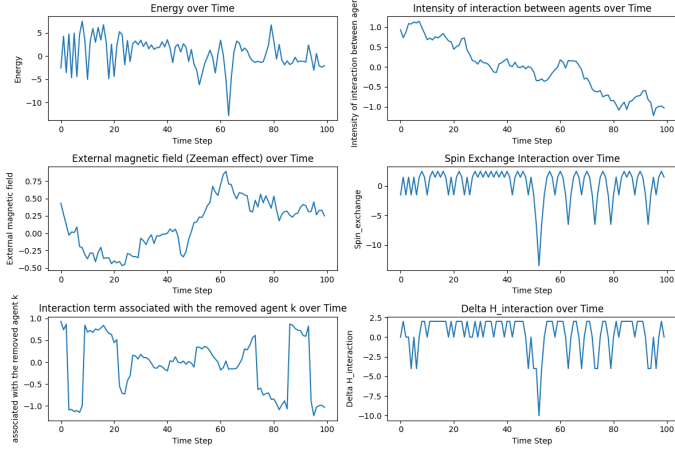 Energy over Time
Energy
5
0
−5
−10
0 20 40 60 80 100
Time Step
Intensity of interaction between agents over Time
Intensity of interaction between agen
1.0
0.5
0.0
−0.5
−1.0
0 20 40 60 80 100
Time Step
External magnetic field (Zeeman effect) over Time
External magnetic field
0.75
0.50
0.25
0.00
−0.25
−0.50
0 20 40 60 80 100
Time Step
Spin Exchange Interaction over Time
Spin_exchange
0
−5
−10
0 20 40 60 80 100
Time Step
Interaction term associated with the removed agent k over Time
associated with the removed agent k
1.0
0.5
0.0
−0.5
−1.0
0 20 40 60 80 100
Time Step
Delta H_interaction over Time
Delta H_interaction
2.5
0.0
−2.5
−5.0
−7.5
−10.0
0 20 40 60 80 100
Time Step